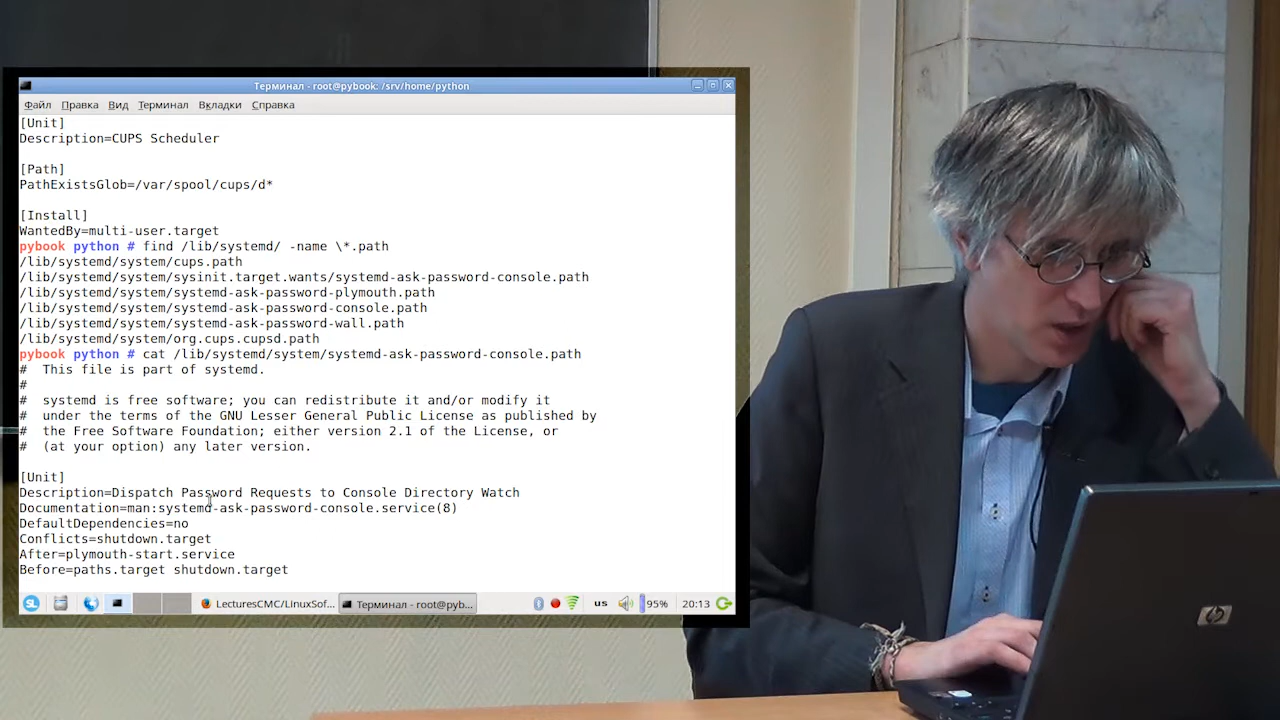 Терминал - root@pybook: /srv/home/python
Файл Правка Вид Терминал Вкладки Справка
[Unit]
Description=CUPS Scheduler
[Path]
PathExistsGlob=/var/spool/cups/d*
[Install]
WantedBy=multi-user.target
pybook python # find /lib/systemd/ -name \*.path
/lib/systemd/system/cups.path
/lib/systemd/system/sysinit.target.wants/systemd-ask-password-console.path
/lib/systemd/system/systemd-ask-password-plymouth.path
/lib/systemd/system/systemd-ask-password-console.path
/lib/systemd/system/systemd-ask-password-wall.path
/lib/systemd/system/org.cups.cupsd.path
pybook python # cat /lib/systemd/system/systemd-ask-password-console.path
#  This file is part of systemd.
#
#  systemd is free software; you can redistribute it and/or modify it
#  under the terms of the GNU Lesser General Public License as published by
#  the Free Software Foundation; either version 2.1 of the License, or
#  (at your option) any later version.
[Unit]
Description=Dispatch Password Requests to Console Directory Watch
Documentation=man:systemd-ask-password-console.service(8)
DefaultDependencies=no
Conflicts=shutdown.target
After=plymouth-start.service
Before=paths.target shutdown.target
SL LecturesCMC/LinuxSof... Терминал - root@pyb... us 95% 20:13
hp